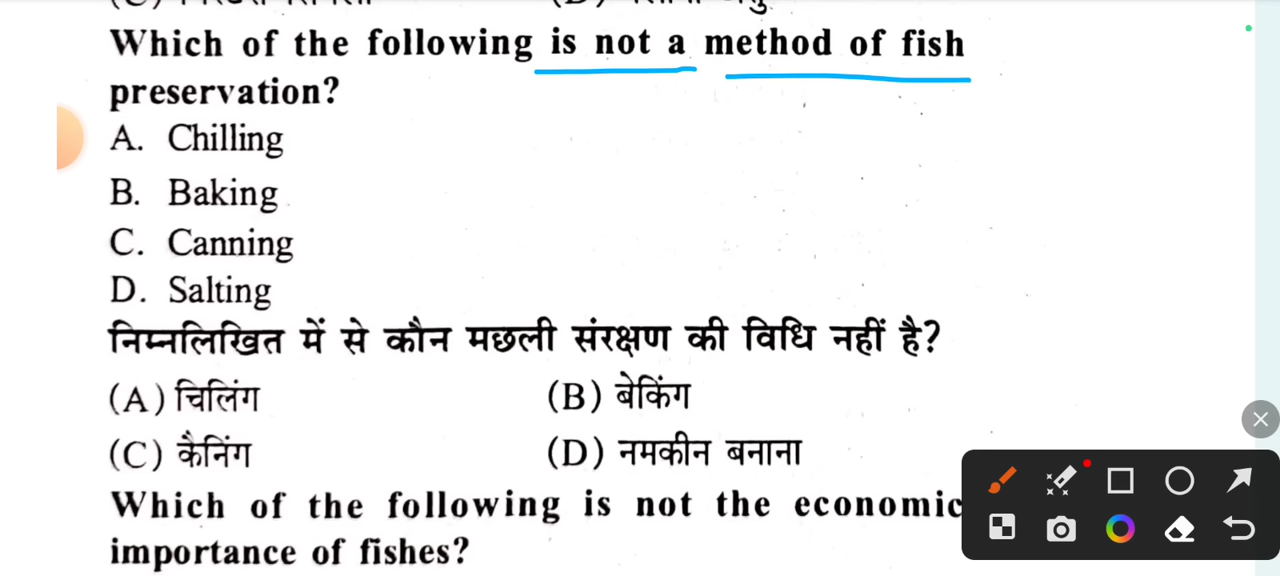 Which of the following is not a method of fish
preservation?
A. Chilling
B. Baking
C. Canning
D. Salting
निम्नलिखित में से कौन मछली संरक्षण की विधि नहीं है?
(A) चिलिंग (B) बेकिंग
(C) कैनिंग (D) नमकीन बनाना
Which of the following is not the economic
importance of fishes?